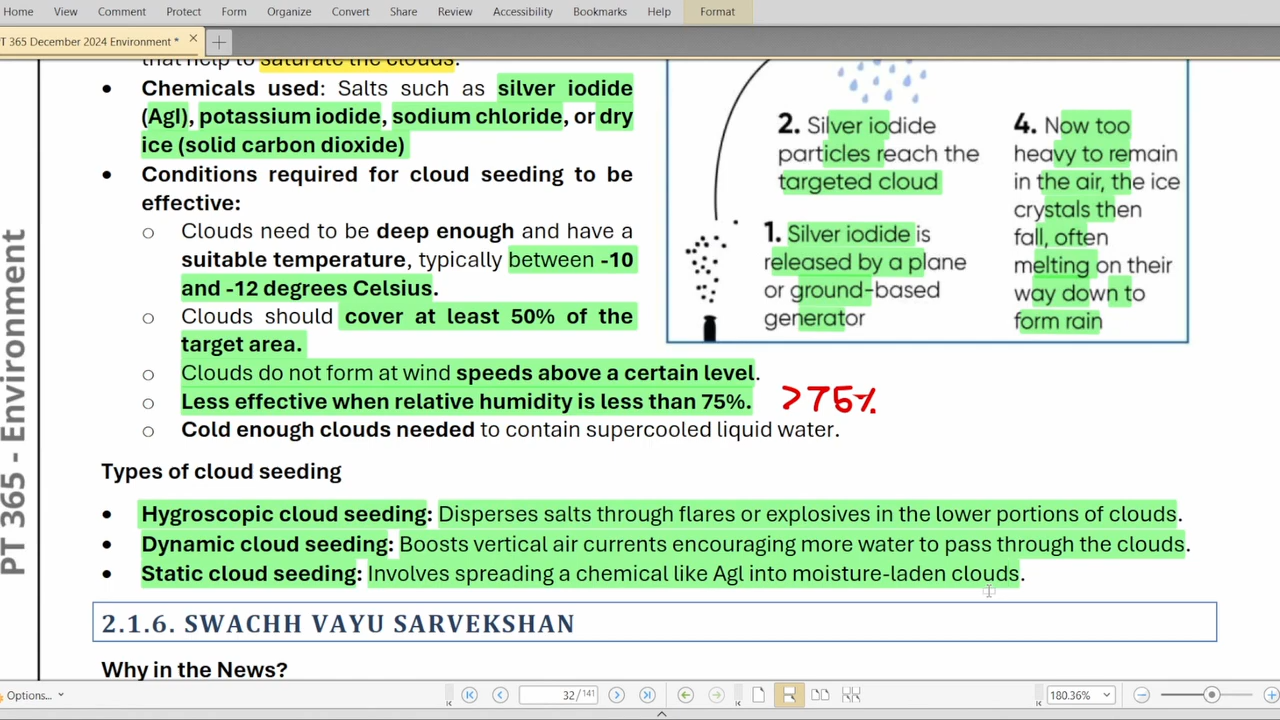 Home View Comment Protect Form Organize Convert Share Review Accessibility Bookmarks Help Format
PT 365 December 2024 Environment *
that help to saturate the clouds.
• Chemicals used: Salts such as silver iodide
(AgI), potassium iodide, sodium chloride, or dry
ice (solid carbon dioxide)
• Conditions required for cloud seeding to be
effective:
o Clouds need to be deep enough and have a
suitable temperature, typically between -10
and -12 degrees Celsius.
o Clouds should cover at least 50% of the
target area.
o Clouds do not form at wind speeds above a certain level.
o Less effective when relative humidity is less than 75%. >75%
o Cold enough clouds needed to contain supercooled liquid water.
2. Silver iodide
particles reach the
targeted cloud
1. Silver iodide is
released by a plane
or ground-based
generator
4. Now too
heavy to remain
in the air, the ice
crystals then
fall, often
melting on their
way down to
form rain
Types of cloud seeding
• Hygroscopic cloud seeding: Disperses salts through flares or explosives in the lower portions of clouds.
• Dynamic cloud seeding: Boosts vertical air currents encouraging more water to pass through the clouds.
• Static cloud seeding: Involves spreading a chemical like AgI into moisture-laden clouds.
2.1.6. SWACHH VAYU SARVEKSHAN
Why in the News?
PT 365 - Environment
Options... 32 / 141 180.36%